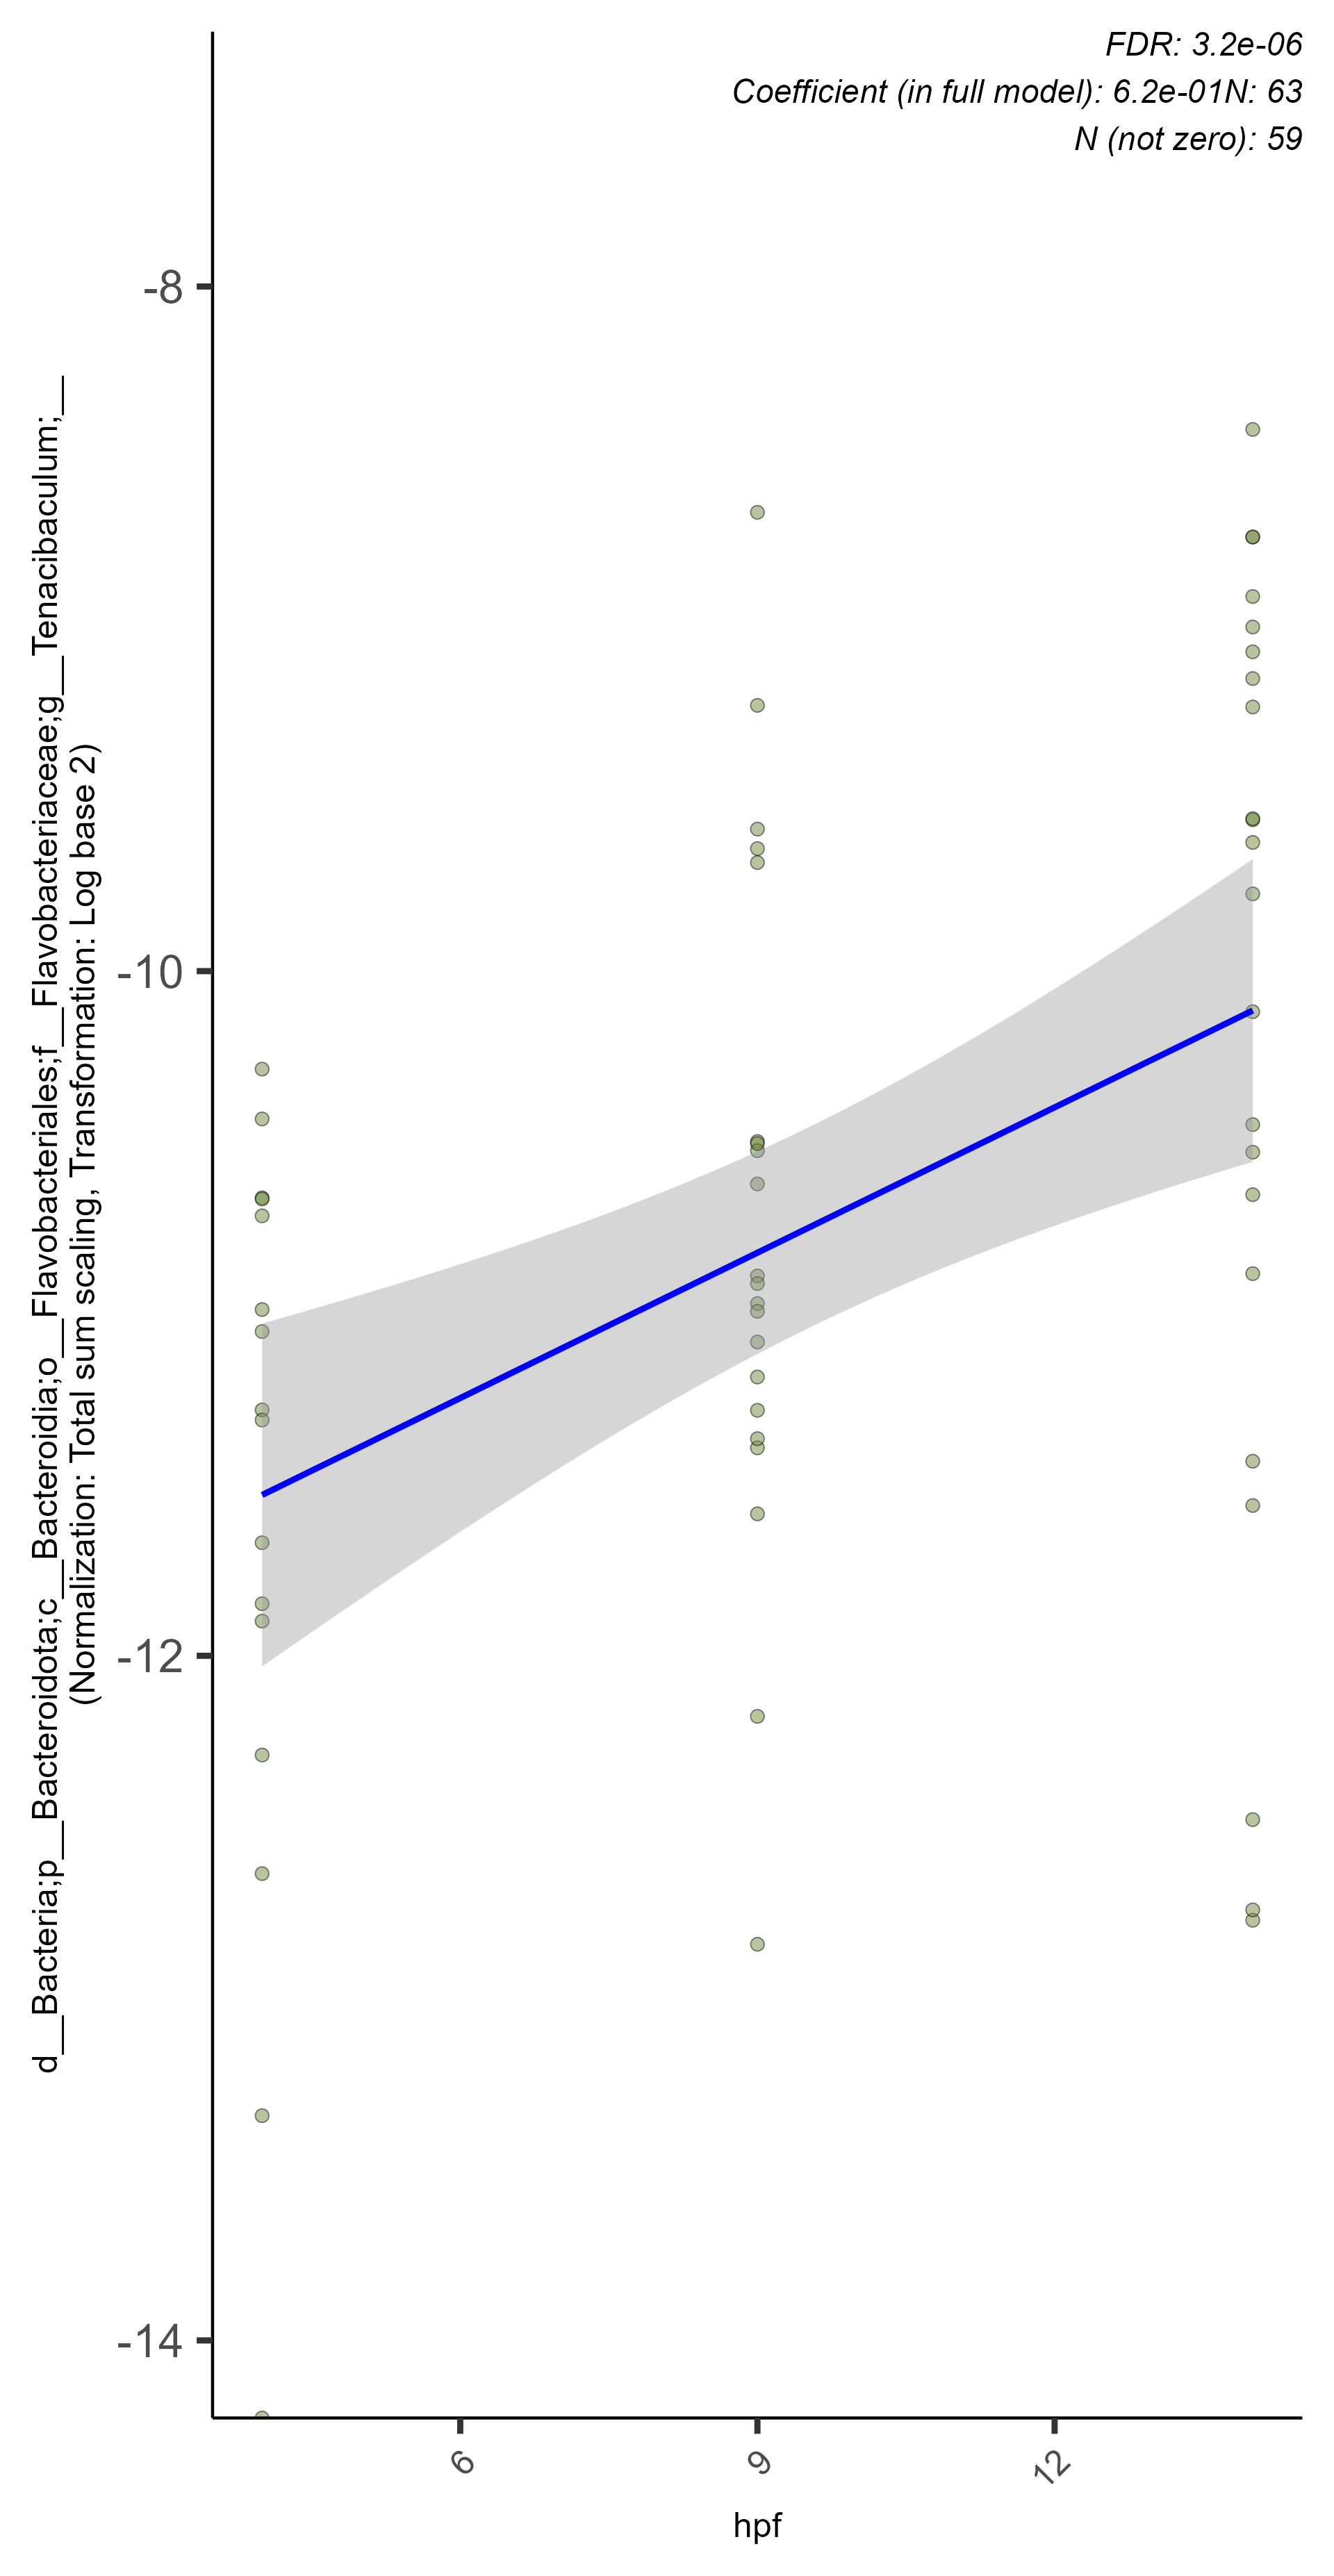 FDR: 3.2e-06
Coefficient (in full model): 6.2e-01N: 63
N (not zero): 59
d__Bacteria;p__Bacteroidota;c__Bacteroidia;o__Flavobacteriales;f__Flavobacteriaceae;g__Tenacibaculum;__
(Normalization: Total sum scaling, Transformation: Log base 2)
-8
-10
-12
-14
6
9
12
hpf